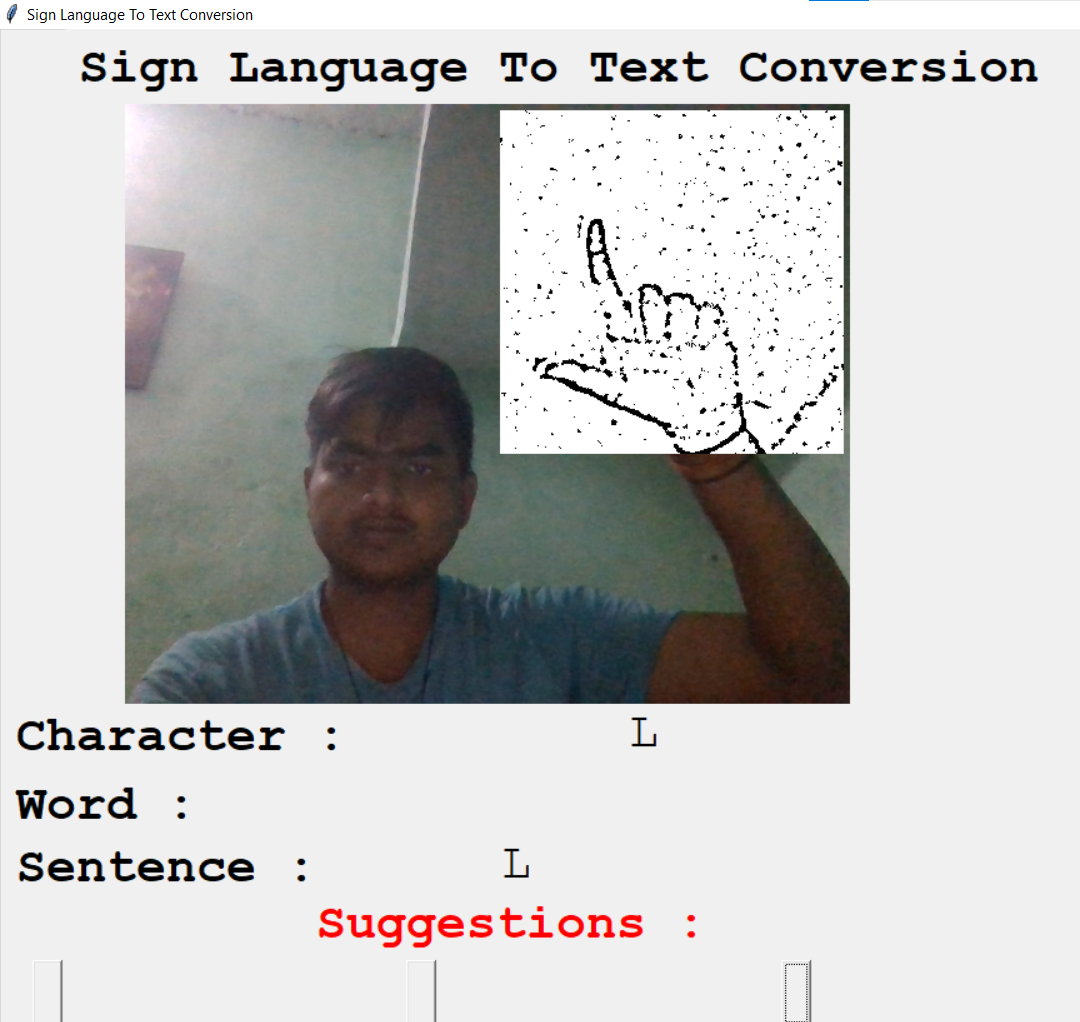 Sign Language To Text Conversion
Sign Language To Text Conversion
Character : L
Word :
Sentence : L
Suggestions :